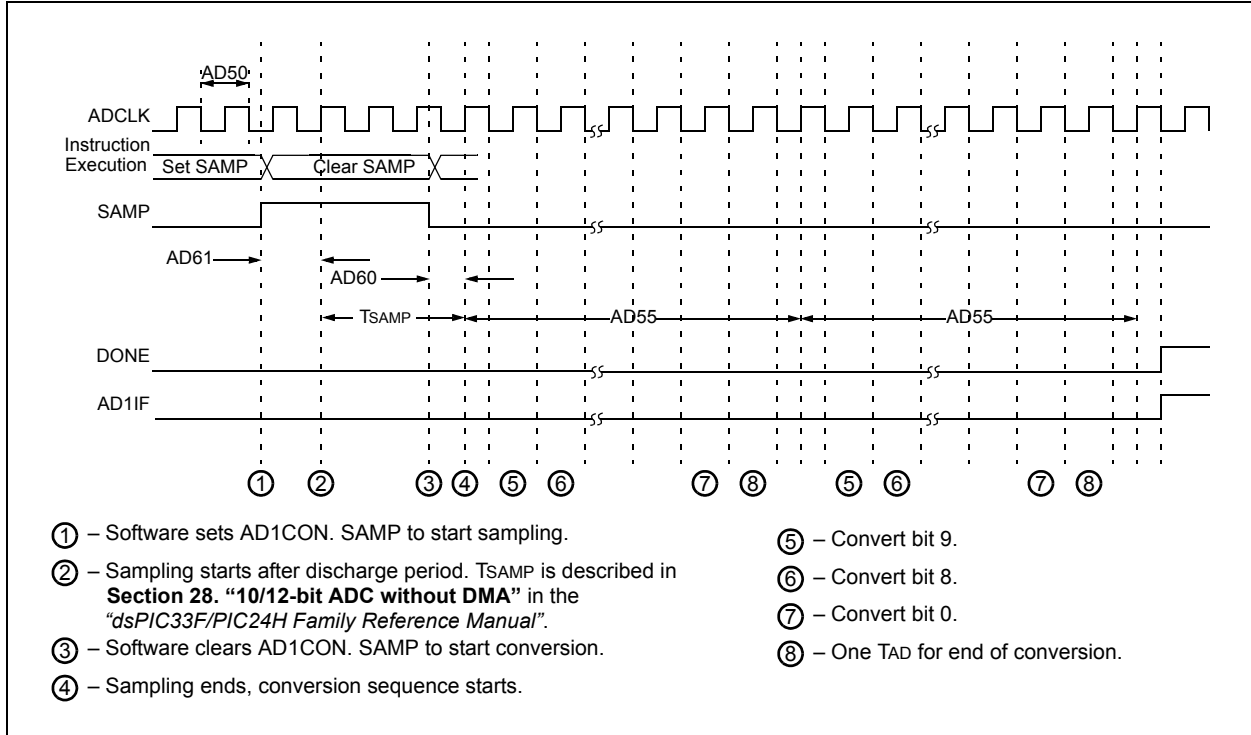 AD50
ADCLK
Instruction
Execution
Set SAMP
Clear SAMP
SAMP
AD61
AD60
TSAMP
AD55
AD55
DONE
AD1IF
1 2 3 4 5 6 7 8 5 6 7 8
1 – Software sets AD1CON. SAMP to start sampling.
2 – Sampling starts after discharge period. TSAMP is described in
Section 28. “10/12-bit ADC without DMA” in the
“dsPIC33F/PIC24H Family Reference Manual”.
3 – Software clears AD1CON. SAMP to start conversion.
4 – Sampling ends, conversion sequence starts.
5 – Convert bit 9.
6 – Convert bit 8.
7 – Convert bit 0.
8 – One TAD for end of conversion.